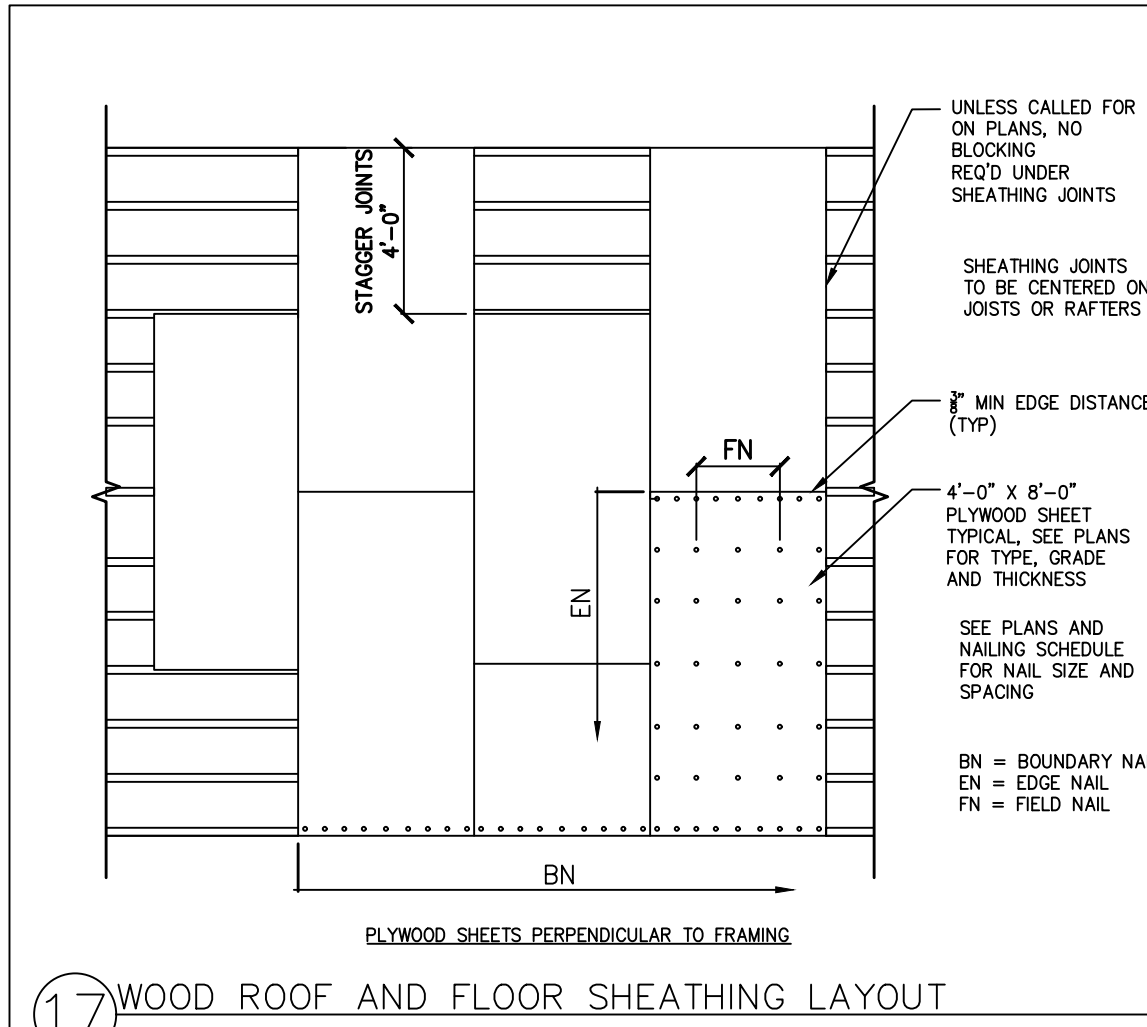 UNLESS CALLED FOR
ON PLANS, NO
BLOCKING
REQ'D UNDER
SHEATHING JOINTS
STAGGER JOINTS
4'-0"
SHEATHING JOINTS
TO BE CENTERED ON
JOISTS OR RAFTERS
3/8" MIN EDGE DISTANCE
(TYP)
FN
4'-0" X 8'-0"
PLYWOOD SHEET
TYPICAL, SEE PLANS
FOR TYPE, GRADE
AND THICKNESS
EN
SEE PLANS AND
NAILING SCHEDULE
FOR NAIL SIZE AND
SPACING
BN = BOUNDARY NA
EN = EDGE NAIL
FN = FIELD NAIL
BN
PLYWOOD SHEETS PERPENDICULAR TO FRAMING
17 WOOD ROOF AND FLOOR SHEATHING LAYOUT